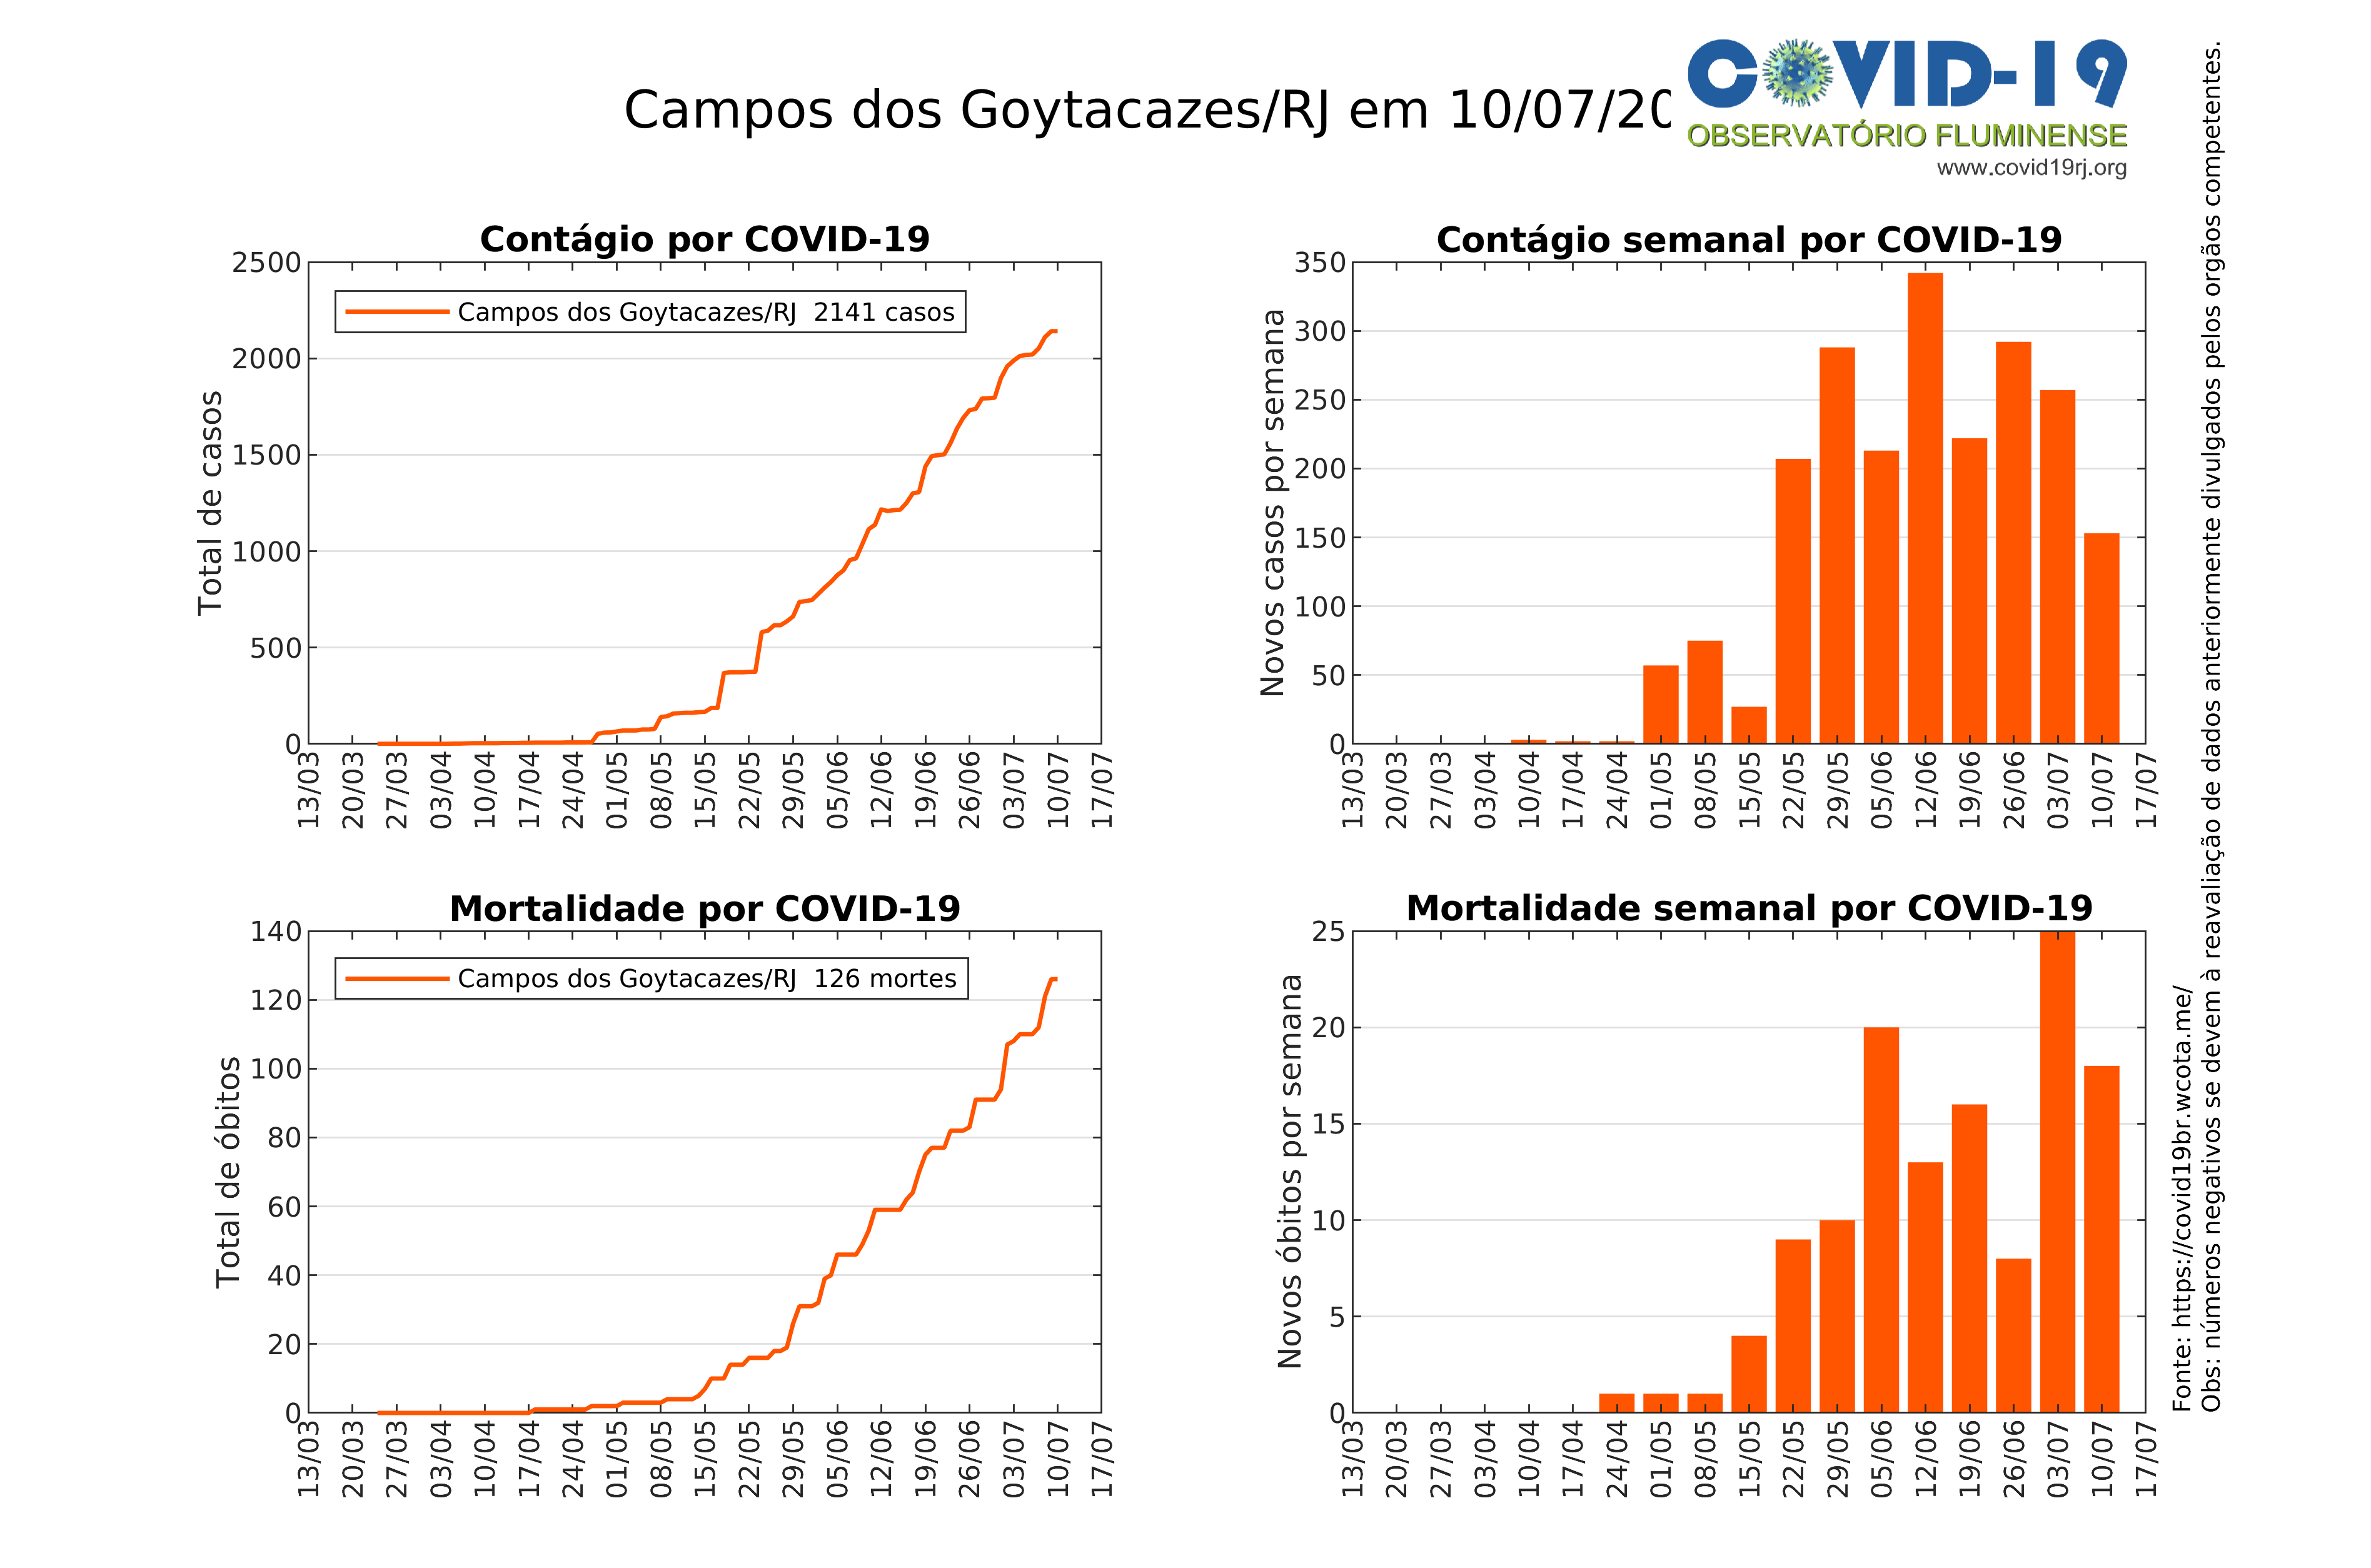 Campos dos Goytacazes/RJ em 10/07/20
COVID-19
OBSERVATÓRIO FLUMINENSE
www.covid19rj.org
Contágio por COVID-19
Total de casos
2500
2000
1500
1000
500
0
Campos dos Goytacazes/RJ 2141 casos
13/03 20/03 27/03 03/04 10/04 17/04 24/04 01/05 08/05 15/05 22/05 29/05 05/06 12/06 19/06 26/06 03/07 10/07 17/07
Contágio semanal por COVID-19
Novos casos por semana
350
300
250
200
150
100
50
0
13/03 20/03 27/03 03/04 10/04 17/04 24/04 01/05 08/05 15/05 22/05 29/05 05/06 12/06 19/06 26/06 03/07 10/07 17/07
Mortalidade por COVID-19
Total de óbitos
140
120
100
80
60
40
20
0
Campos dos Goytacazes/RJ 126 mortes
13/03 20/03 27/03 03/04 10/04 17/04 24/04 01/05 08/05 15/05 22/05 29/05 05/06 12/06 19/06 26/06 03/07 10/07 17/07
Mortalidade semanal por COVID-19
Novos óbitos por semana
25
20
15
10
5
0
13/03 20/03 27/03 03/04 10/04 17/04 24/04 01/05 08/05 15/05 22/05 29/05 05/06 12/06 19/06 26/06 03/07 10/07 17/07
Fonte: https://covid19br.wcota.me/
Obs: números negativos se devem à reavaliação de dados anteriormente divulgados pelos orgãos competentes.